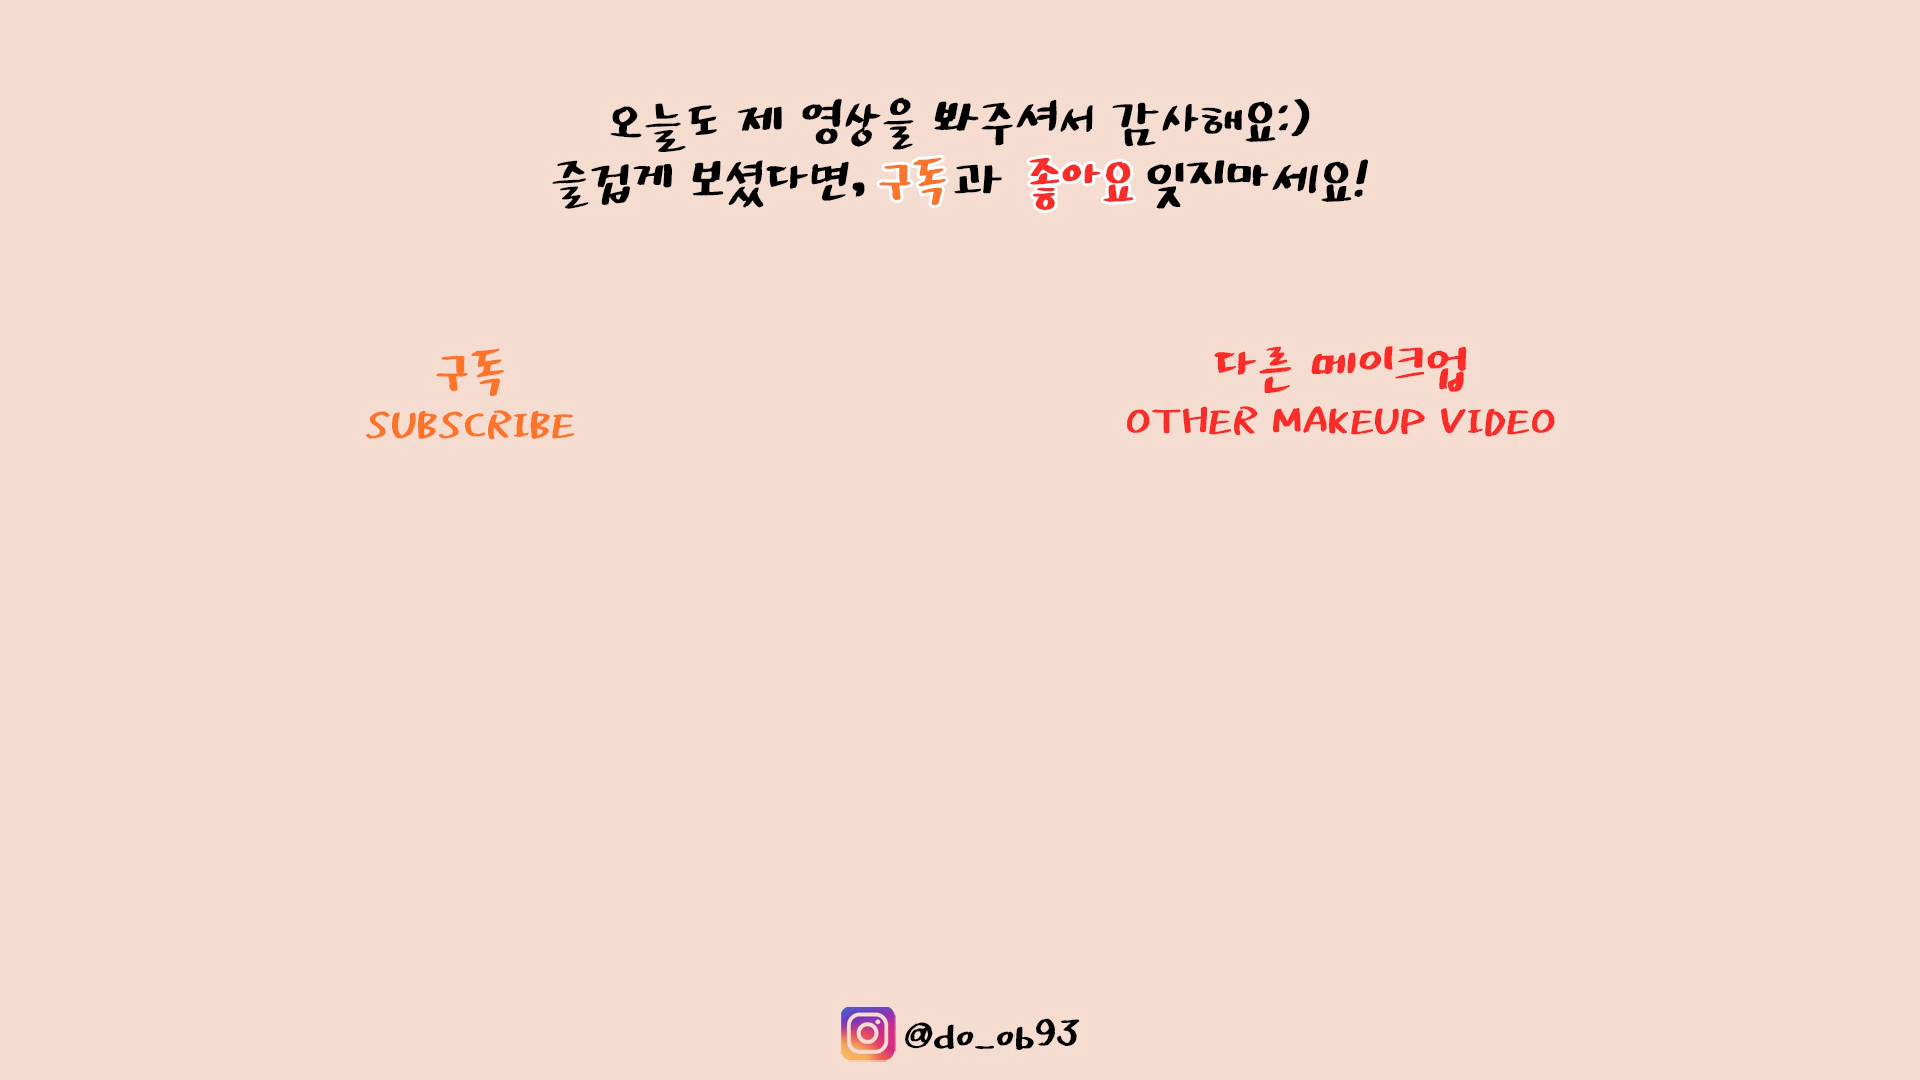 오늘도 제 영상을 봐주셔서 감사해요:)
즐겁게 보셨다면, 구독과 좋아요 잊지마세요!
구독
SUBSCRIBE
다른 메이크업
OTHER MAKEUP VIDEO
@do_ob93